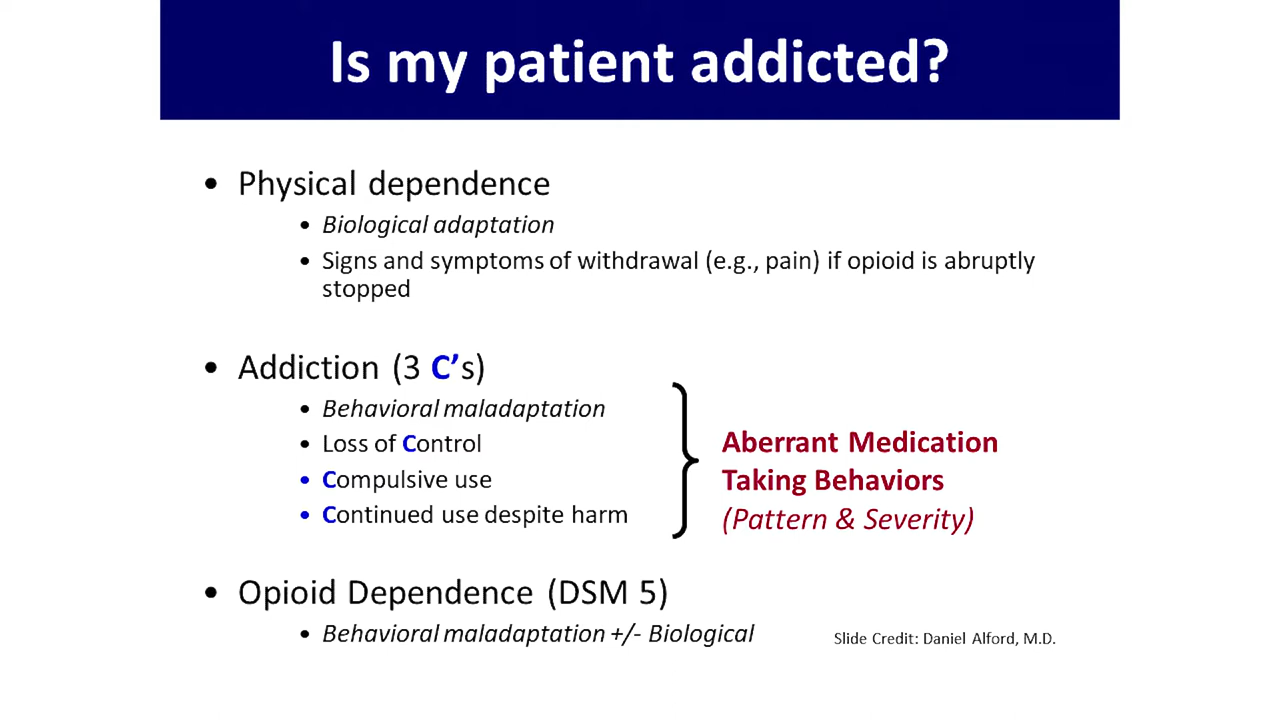 Is my patient addicted?
• Physical dependence
• Biological adaptation
• Signs and symptoms of withdrawal (e.g., pain) if opioid is abruptly
stopped
• Addiction (3 C’s)
• Behavioral maladaptation
• Loss of Control
• Compulsive use
• Continued use despite harm
Aberrant Medication
Taking Behaviors
(Pattern & Severity)
• Opioid Dependence (DSM 5)
• Behavioral maladaptation +/- Biological
Slide Credit: Daniel Alford, M.D.